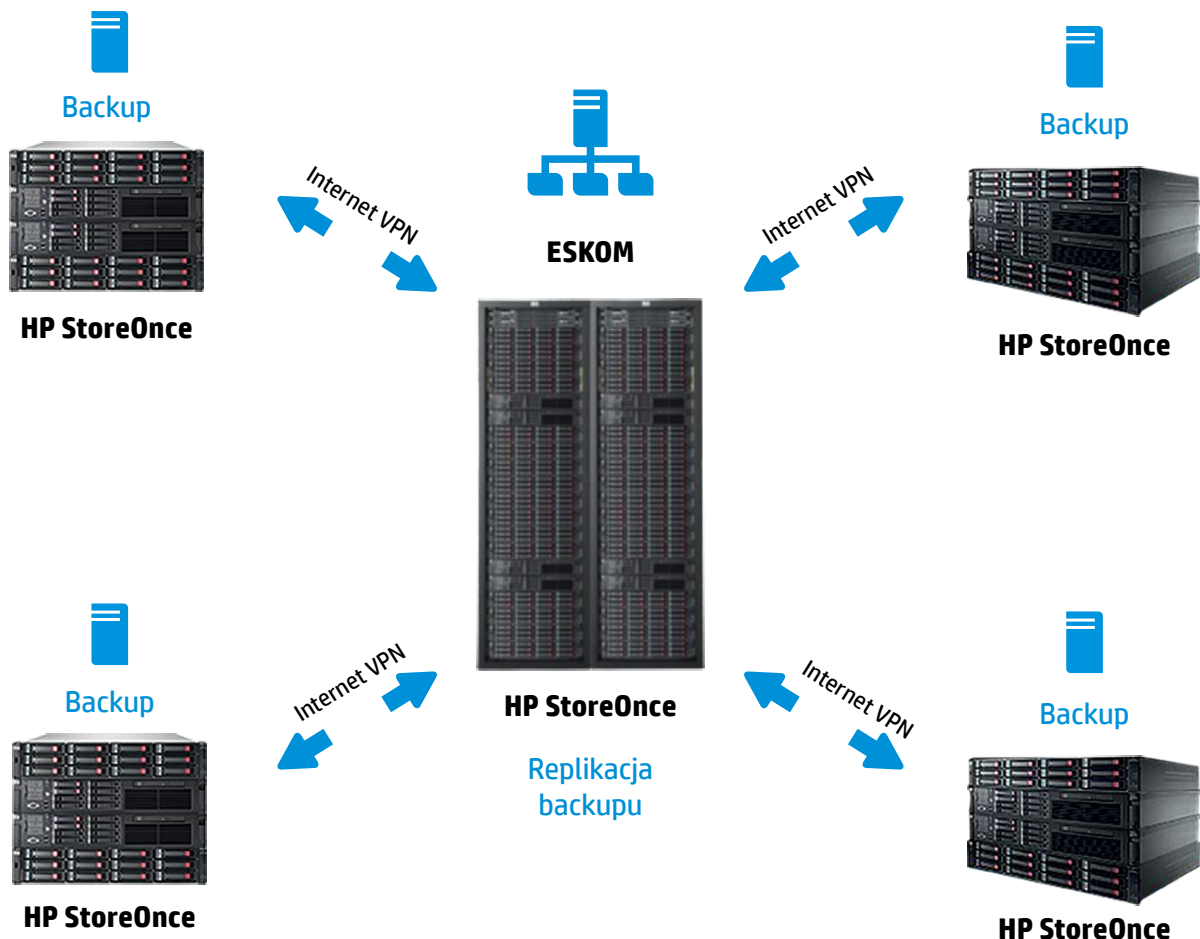 Backup
HP StoreOnce
Internet VPN
ESKOM
Internet VPN
Backup
HP StoreOnce
Backup
HP StoreOnce
Internet VPN
HP StoreOnce
Replikacja
backupu
Internet VPN
Backup
HP StoreOnce